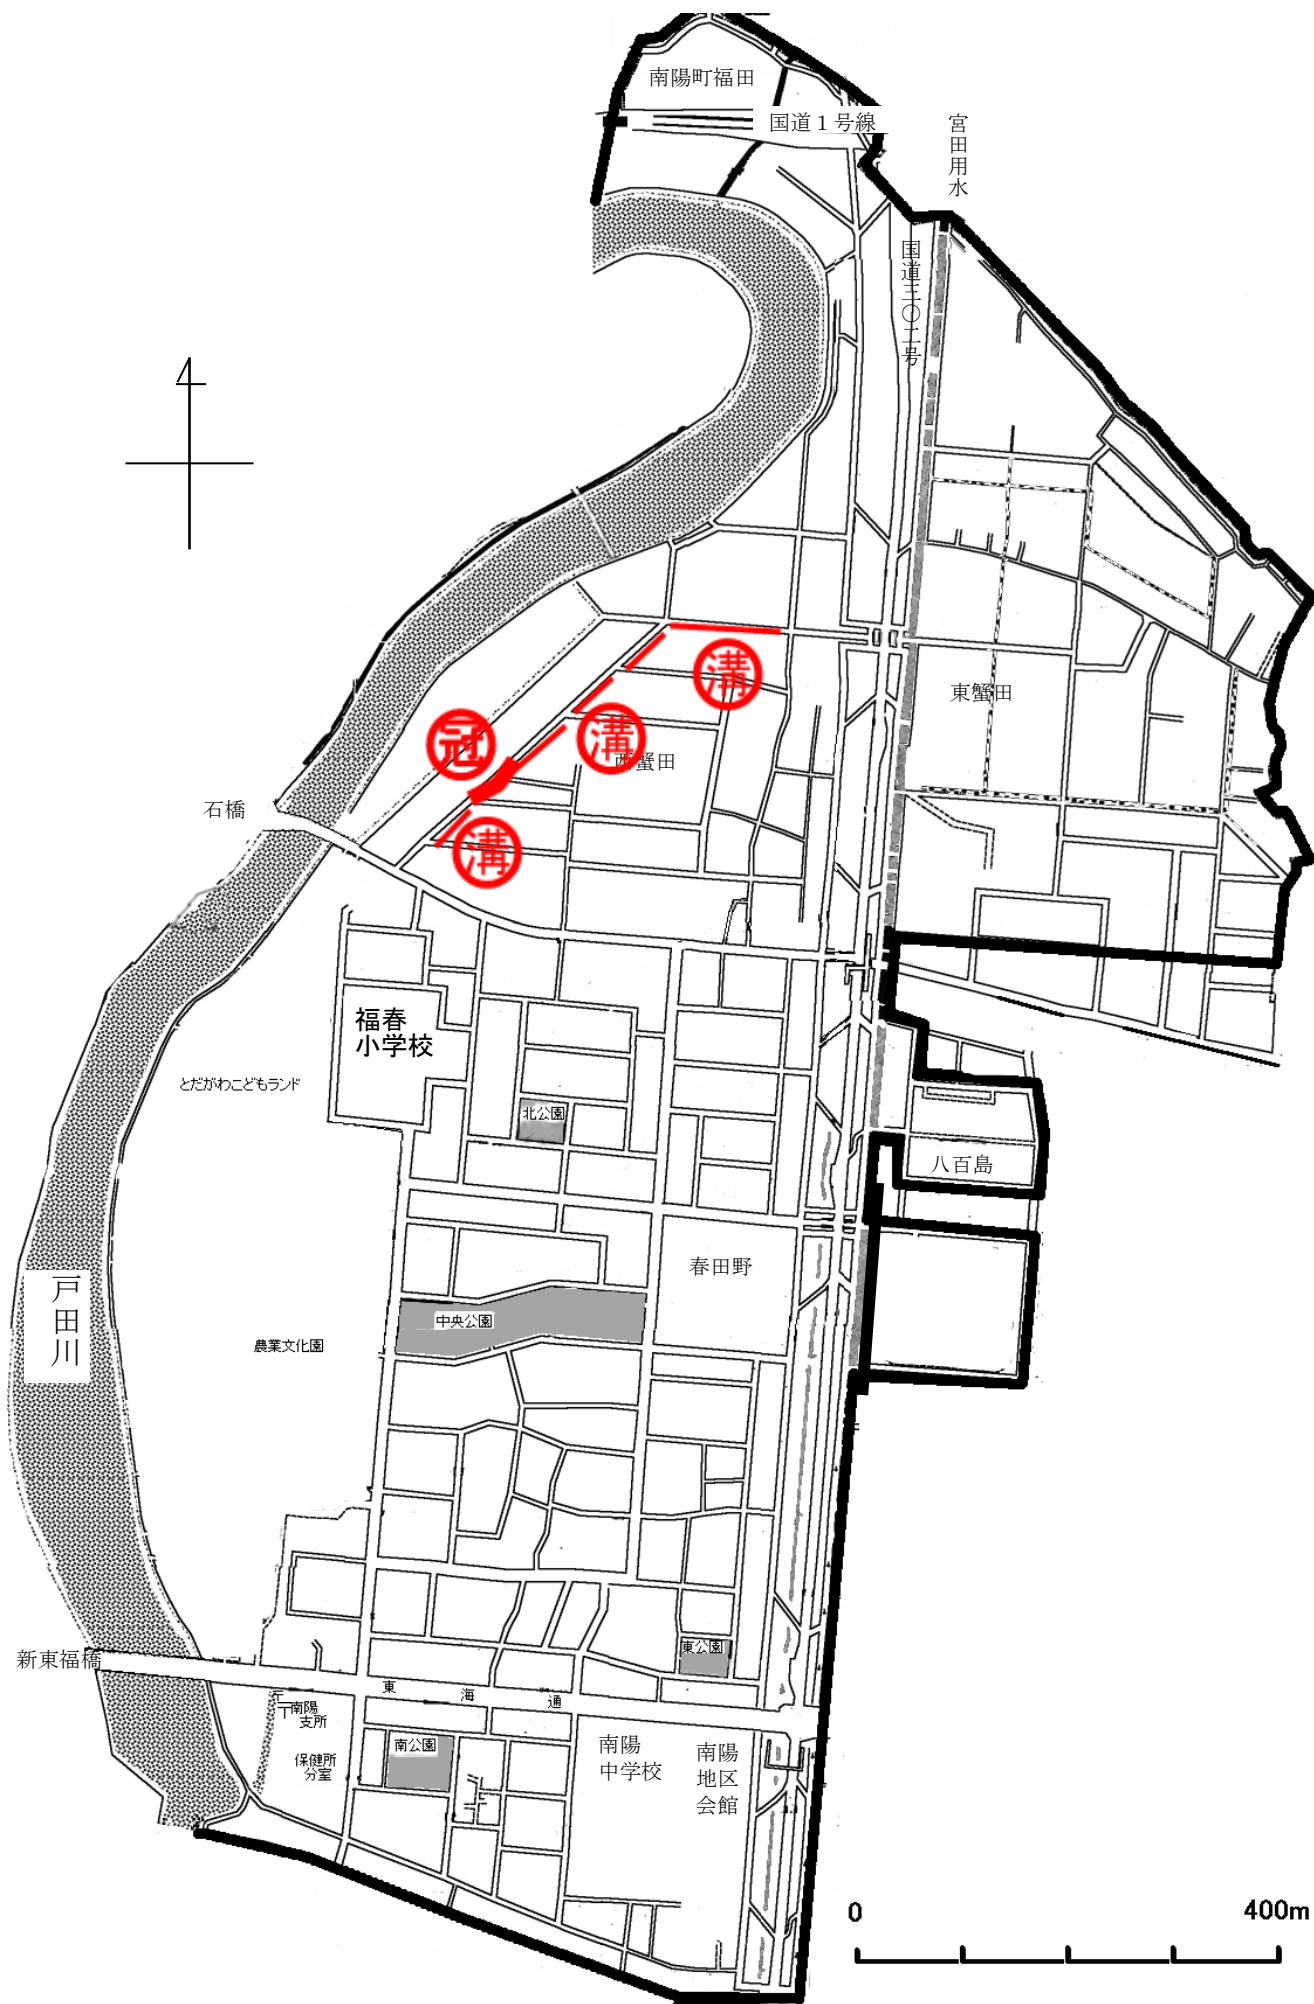 南陽町福田
国道１号線
宮田用水
国道三〇二号
溝
東蟹田
冠
溝
西蟹田
石橋
溝
福春
小学校
とだがわこどもランド
北公園
八百島
春田野
戸田川
中央公園
農業文化園
東公園
新東福橋
東海通
〒南陽
支所
南公園
南陽
中学校
南陽
地区
会館
保健所
分室
0
400m